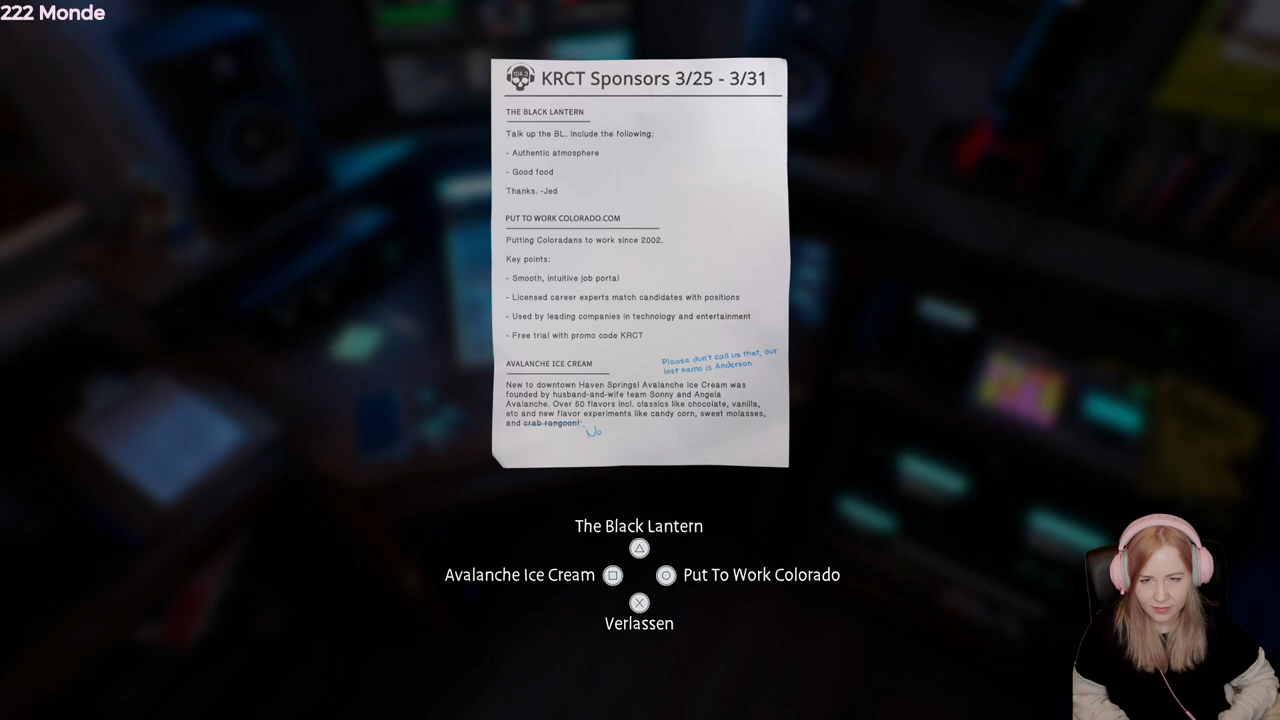 222 Monde
KRCT Sponsors 3/25 - 3/31
THE BLACK LANTERN
Talk up the BL. Include the following:
- Authentic atmosphere
- Good food
Thanks. -Jed
PUT TO WORK COLORADO.COM
Putting Coloradans to work since 2002.
Key points:
- Smooth, intuitive job portal
- Licensed career experts match candidates with positions
- Used by leading companies in technology and entertainment
- Free trial with promo code KRCT
Please don't call us that, our
last name is Anderson
AVALANCHE ICE CREAM
New to downtown Haven Springs! Avalanche Ice Cream was
founded by husband-and-wife team Sonny and Angela
Avalanche. Over 50 flavors incl. classics like chocolate, vanilla,
etc and new flavor experiments like candy corn, sweet molasses,
and crab rangoon!
No
The Black Lantern
Avalanche Ice Cream
Put To Work Colorado
Verlassen